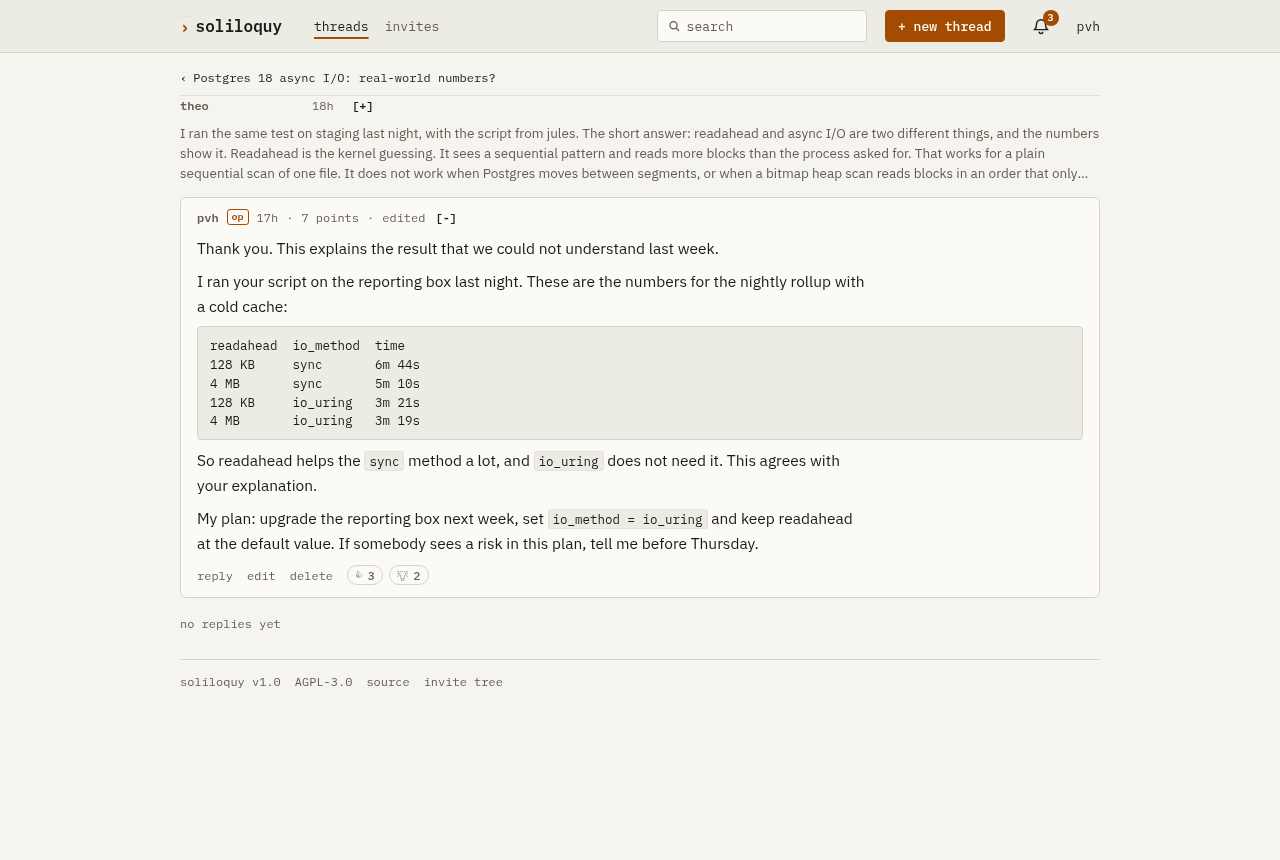 › soliloquy threads invites search + new thread 3 pvh
‹ Postgres 18 async I/O: real-world numbers?
theo 18h [+]
I ran the same test on staging last night, with the script from jules. The short answer: readahead and async I/O are two different things, and the numbers
show it. Readahead is the kernel guessing. It sees a sequential pattern and reads more blocks than the process asked for. That works for a plain
sequential scan of one file. It does not work when Postgres moves between segments, or when a bitmap heap scan reads blocks in an order that only…
pvh op 17h · 7 points · edited [-]
Thank you. This explains the result that we could not understand last week.
I ran your script on the reporting box last night. These are the numbers for the nightly rollup with
a cold cache:
readahead io_method time
128 KB sync 6m 44s
4 MB sync 5m 10s
128 KB io_uring 3m 21s
4 MB io_uring 3m 19s
So readahead helps the sync method a lot, and io_uring does not need it. This agrees with
your explanation.
My plan: upgrade the reporting box next week, set io_method = io_uring and keep readahead
at the default value. If somebody sees a risk in this plan, tell me before Thursday.
reply edit delete 3 2
no replies yet
soliloquy v1.0 AGPL-3.0 source invite tree